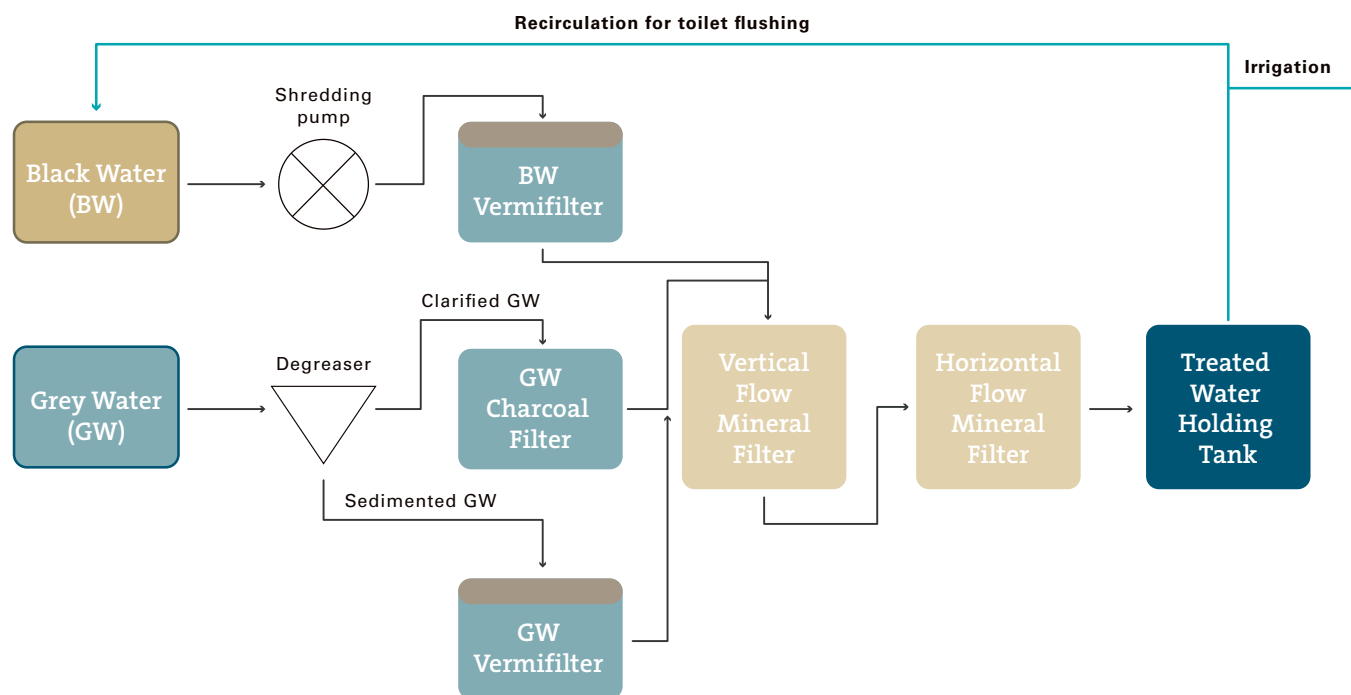 Recirculation for toilet flushing
Irrigation
Shredding
pump
Black Water
(BW)
BW
Vermifilter
Clarified GW
Degreaser
Grey Water
(GW)
GW
Charcoal
Filter
Vertical
Flow
Mineral
Filter
Horizontal
Flow
Mineral
Filter
Treated
Water
Holding
Tank
Sedimented GW
GW
Vermifilter